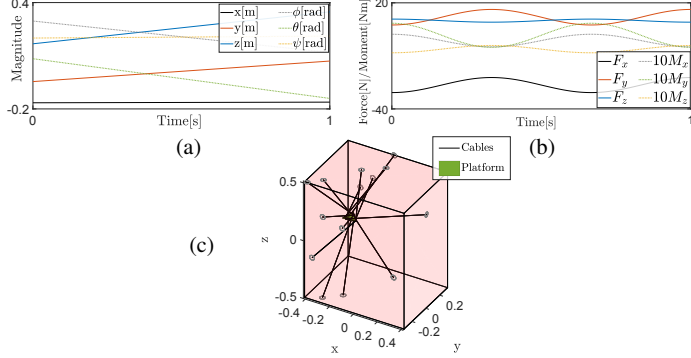 0.4
Magnitude
-0.2
0
Time[s]
1
x[m]
y[m]
z[m]
ϕ[rad]
θ[rad]
ψ[rad]
(a)
20
Force[N]/Moment[Nm]
-40
0
Time[s]
1
F_x
F_y
F_z
10M_x
10M_y
10M_z
(b)
Cables
Platform
(c)
0.5
z
0
-0.5
-0.4
-0.2
0
0.2
0.4
x
-0.2
0
0.2
y